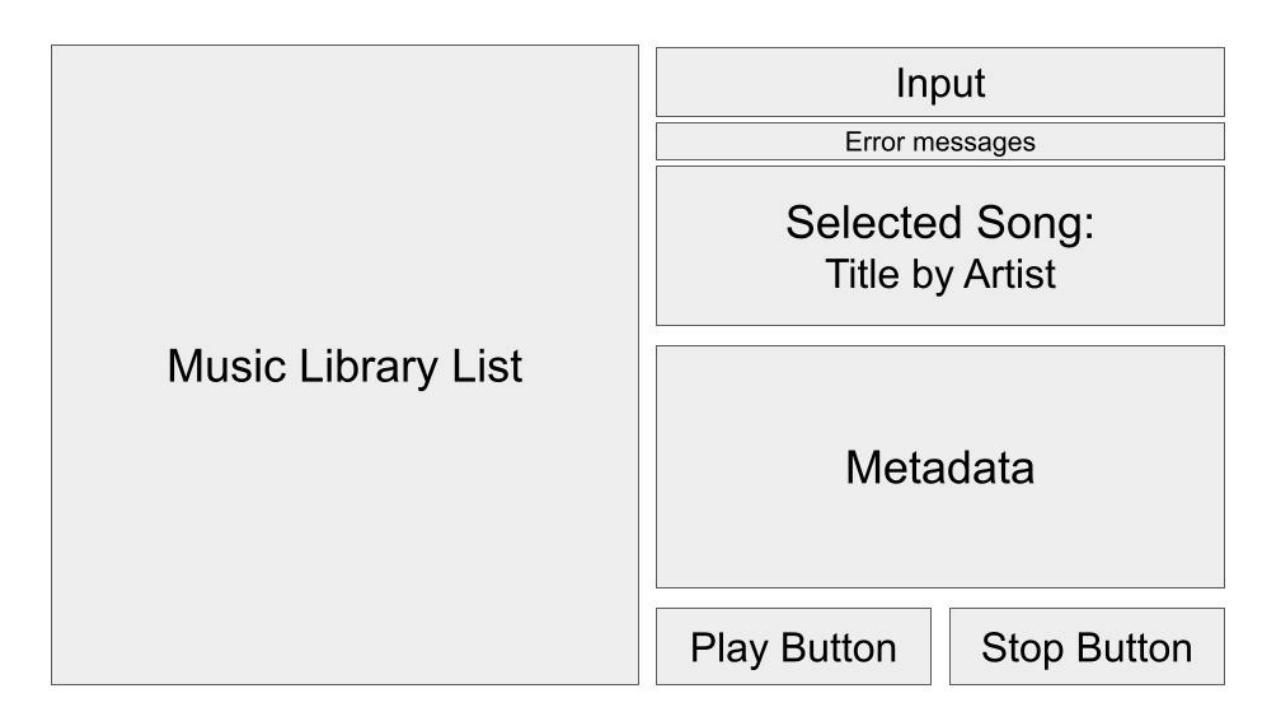 Music Library List
Input
Error messages
Selected Song:
Title by Artist
Metadata
Play Button
Stop Button